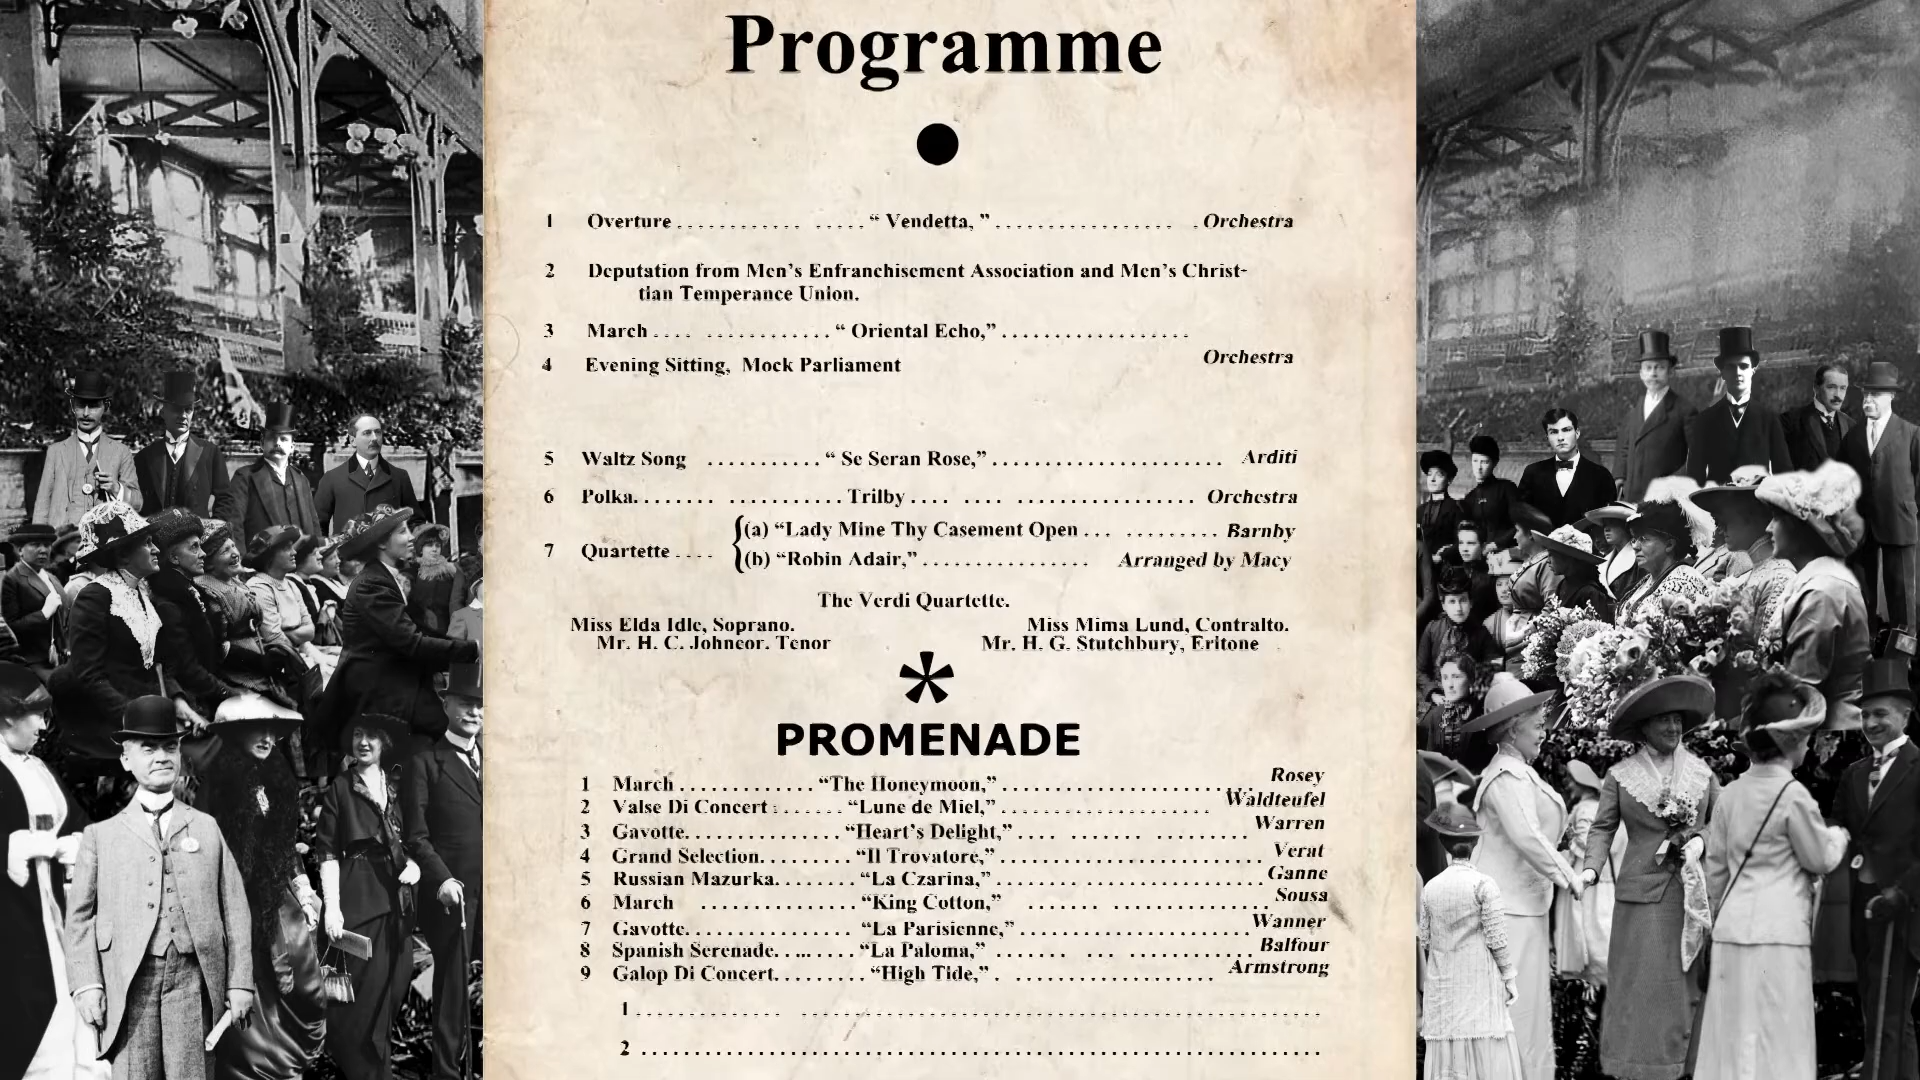 Programme
1 Overture ............ ..... “ Vendetta, ” ................. . Orchestra
2 Deputation from Men’s Enfranchisement Association and Men’s Christ-
tian Temperance Union.
3 March .... ............ “ Oriental Echo,” ..................
Orchestra
4 Evening Sitting, Mock Parliament
5 Waltz Song ........... “ Se Seran Rose,” ...................... Arditi
6 Polka........ ........... Trilby .... .... ................. Orchestra
7 Quartette ....
(a) “Lady Mine Thy Casement Open ... ......... Barnby
(b) “Robin Adair,” ................ Arranged by Macy
The Verdi Quartette.
Miss Elda Idle, Soprano. Miss Mima Lund, Contralto.
Mr. H. C. Johncor. Tenor Mr. H. G. Stutchbury, Eritone
*
PROMENADE
1 March ............. “The Honeymoon,” ........................ Rosey
2 Valse Di Concert ....... “Lune de Miel,” .................... Waldteufel
3 Gavotte............... “Heart’s Delight,” .... ....... ......... Warren
4 Grand Selection......... “Il Trovatore,” ......................... Verat
5 Russian Mazurka........ “La Czarina,” ........ ................. Ganne
6 March ............... “King Cotton,” ....... ............... Sousa
7 Gavotte................ “La Parisienne,” ...................... Wanner
8 Spanish Serenade........ “La Paloma,” ....... ... ............ Balfour
9 Galop Di Concert......... “High Tide,” . ................... Armstrong
1 ..............................................................
2 ..............................................................